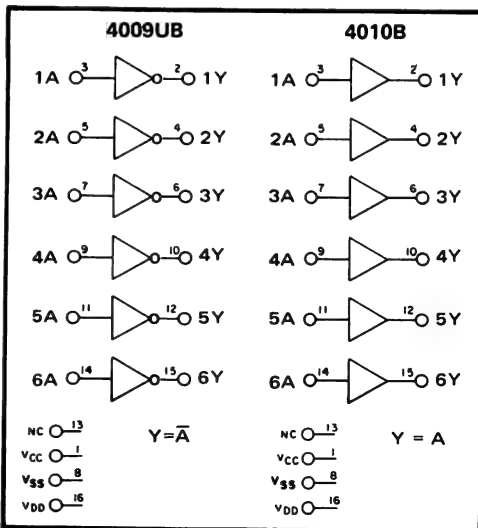 4009UB 4010B
1A 3 2 1Y 1A 3 2 1Y
2A 5 4 2Y 2A 5 4 2Y
3A 7 6 3Y 3A 7 6 3Y
4A 9 10 4Y 4A 9 10 4Y
5A 11 12 5Y 5A 11 12 5Y
6A 14 15 6Y 6A 14 15 6Y
NC 13 Y=A̅ NC 13 Y = A
VCC 1 VCC 1
VSS 8 VSS 8
VDD 16 VDD 16